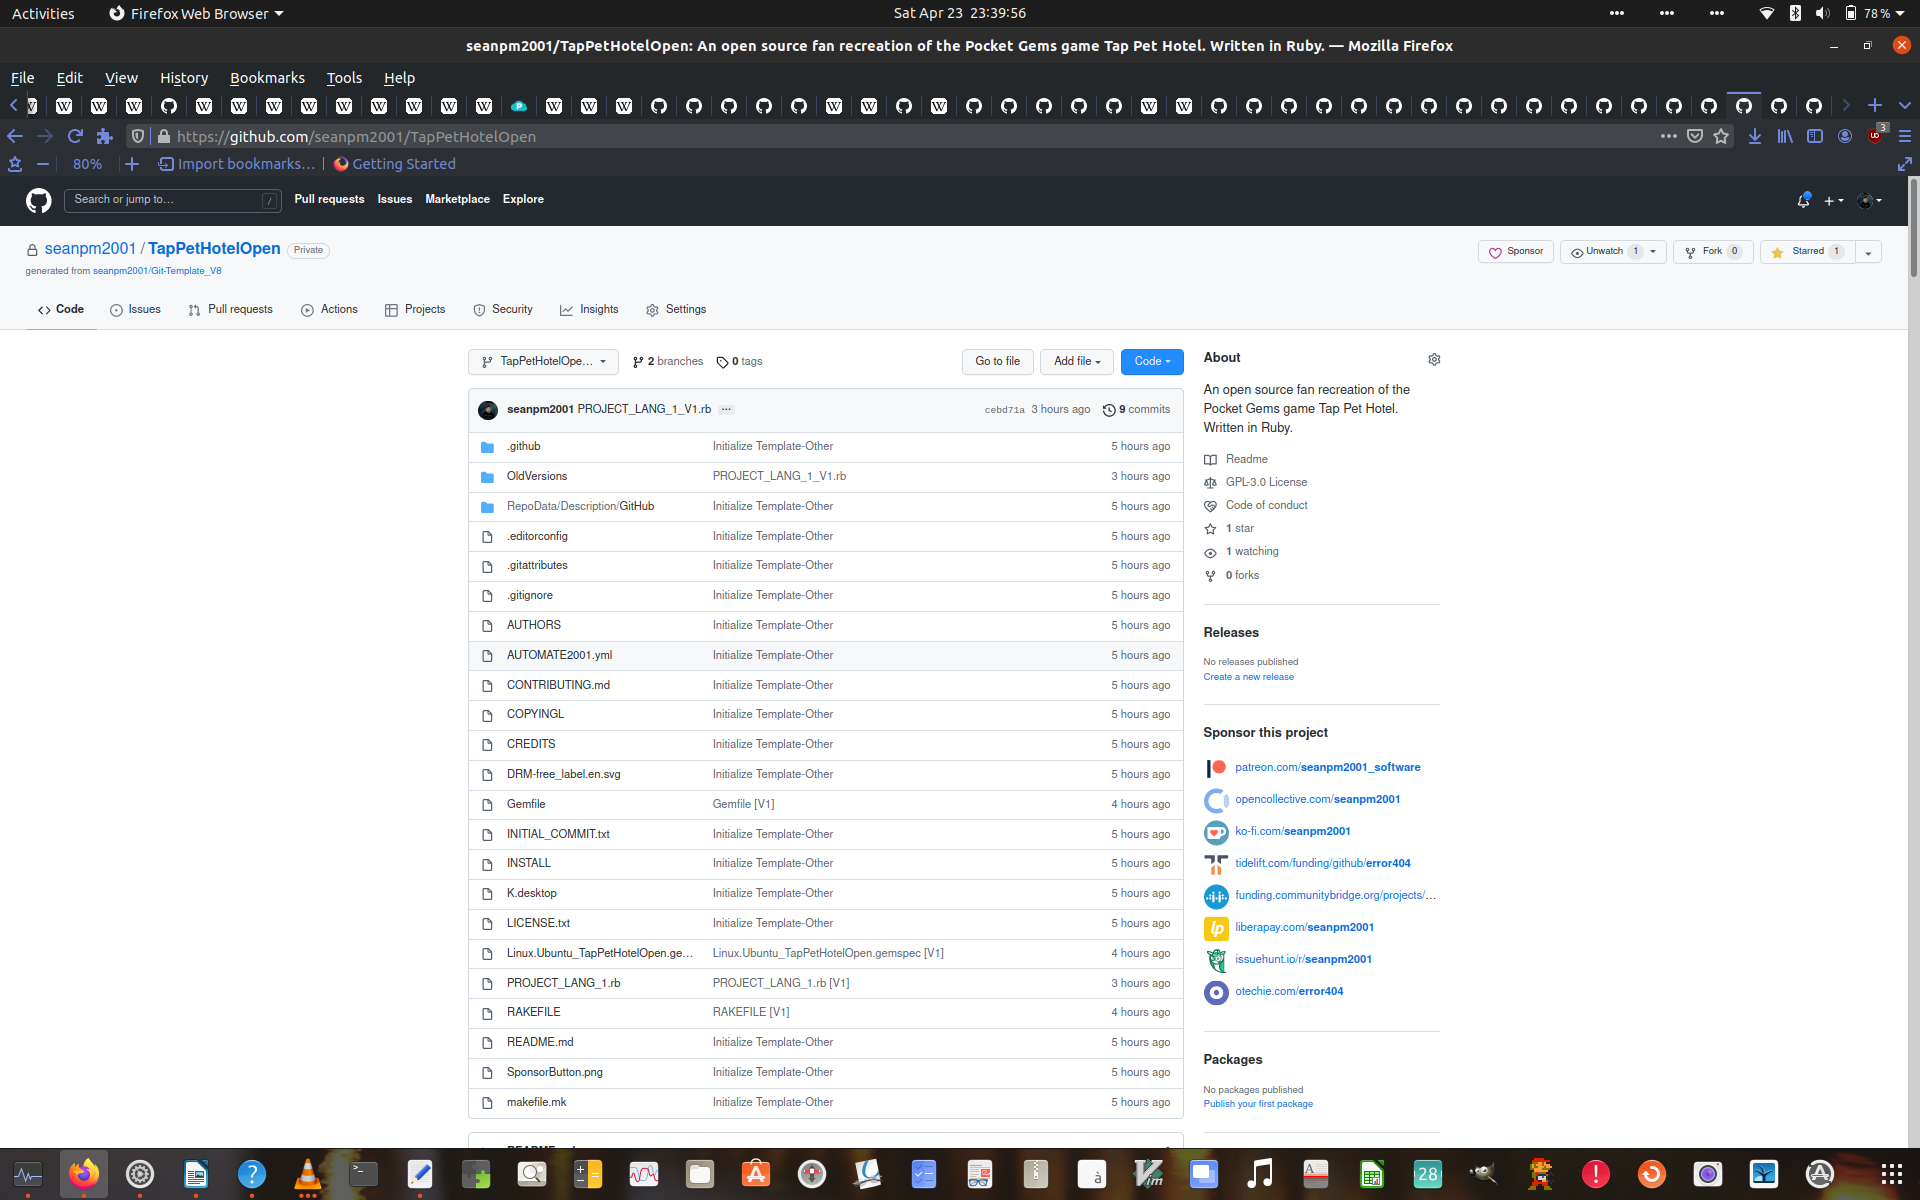 Activities
Firefox Web Browser
Sat Apr 23 23:39:56
78 %
seanpm2001/TapPetHotelOpen: An open source fan recreation of the Pocket Gems game Tap Pet Hotel. Written in Ruby. — Mozilla Firefox
File Edit View History Bookmarks Tools Help
https://github.com/seanpm2001/TapPetHotelOpen
3
80%
Import bookmarks…
Getting Started
Search or jump to…
/
Pull requests Issues Marketplace Explore
seanpm2001 / TapPetHotelOpen Private
Sponsor
Unwatch 1
Fork 0
Starred 1
generated from seanpm2001/Git-Template_V8
Code Issues Pull requests Actions Projects Security Insights Settings
TapPetHotelOpe…
2 branches
0 tags
Go to file
Add file
Code
seanpm2001 PROJECT_LANG_1_V1.rb ...
cebd71a 3 hours ago
9 commits
.github Initialize Template-Other 5 hours ago
OldVersions PROJECT_LANG_1_V1.rb 3 hours ago
RepoData/Description/GitHub Initialize Template-Other 5 hours ago
.editorconfig Initialize Template-Other 5 hours ago
.gitattributes Initialize Template-Other 5 hours ago
.gitignore Initialize Template-Other 5 hours ago
AUTHORS Initialize Template-Other 5 hours ago
AUTOMATE2001.yml Initialize Template-Other 5 hours ago
CONTRIBUTING.md Initialize Template-Other 5 hours ago
COPYINGL Initialize Template-Other 5 hours ago
CREDITS Initialize Template-Other 5 hours ago
DRM-free_label.en.svg Initialize Template-Other 5 hours ago
Gemfile Gemfile [V1] 4 hours ago
INITIAL_COMMIT.txt Initialize Template-Other 5 hours ago
INSTALL Initialize Template-Other 5 hours ago
K.desktop Initialize Template-Other 5 hours ago
LICENSE.txt Initialize Template-Other 5 hours ago
Linux.Ubuntu_TapPetHotelOpen.ge… Linux.Ubuntu_TapPetHotelOpen.gemspec [V1] 4 hours ago
PROJECT_LANG_1.rb PROJECT_LANG_1.rb [V1] 3 hours ago
RAKEFILE RAKEFILE [V1] 4 hours ago
README.md Initialize Template-Other 5 hours ago
SponsorButton.png Initialize Template-Other 5 hours ago
makefile.mk Initialize Template-Other 5 hours ago
About
An open source fan recreation of the
Pocket Gems game Tap Pet Hotel.
Written in Ruby.
Readme
GPL-3.0 License
Code of conduct
1 star
1 watching
0 forks
Releases
No releases published
Create a new release
Sponsor this project
patreon.com/seanpm2001_software
opencollective.com/seanpm2001
ko-fi.com/seanpm2001
tidelift.com/funding/github/error404
funding.communitybridge.org/projects/…
liberapay.com/seanpm2001
issuehunt.io/r/seanpm2001
otechie.com/error404
Packages
No packages published
Publish your first package
28